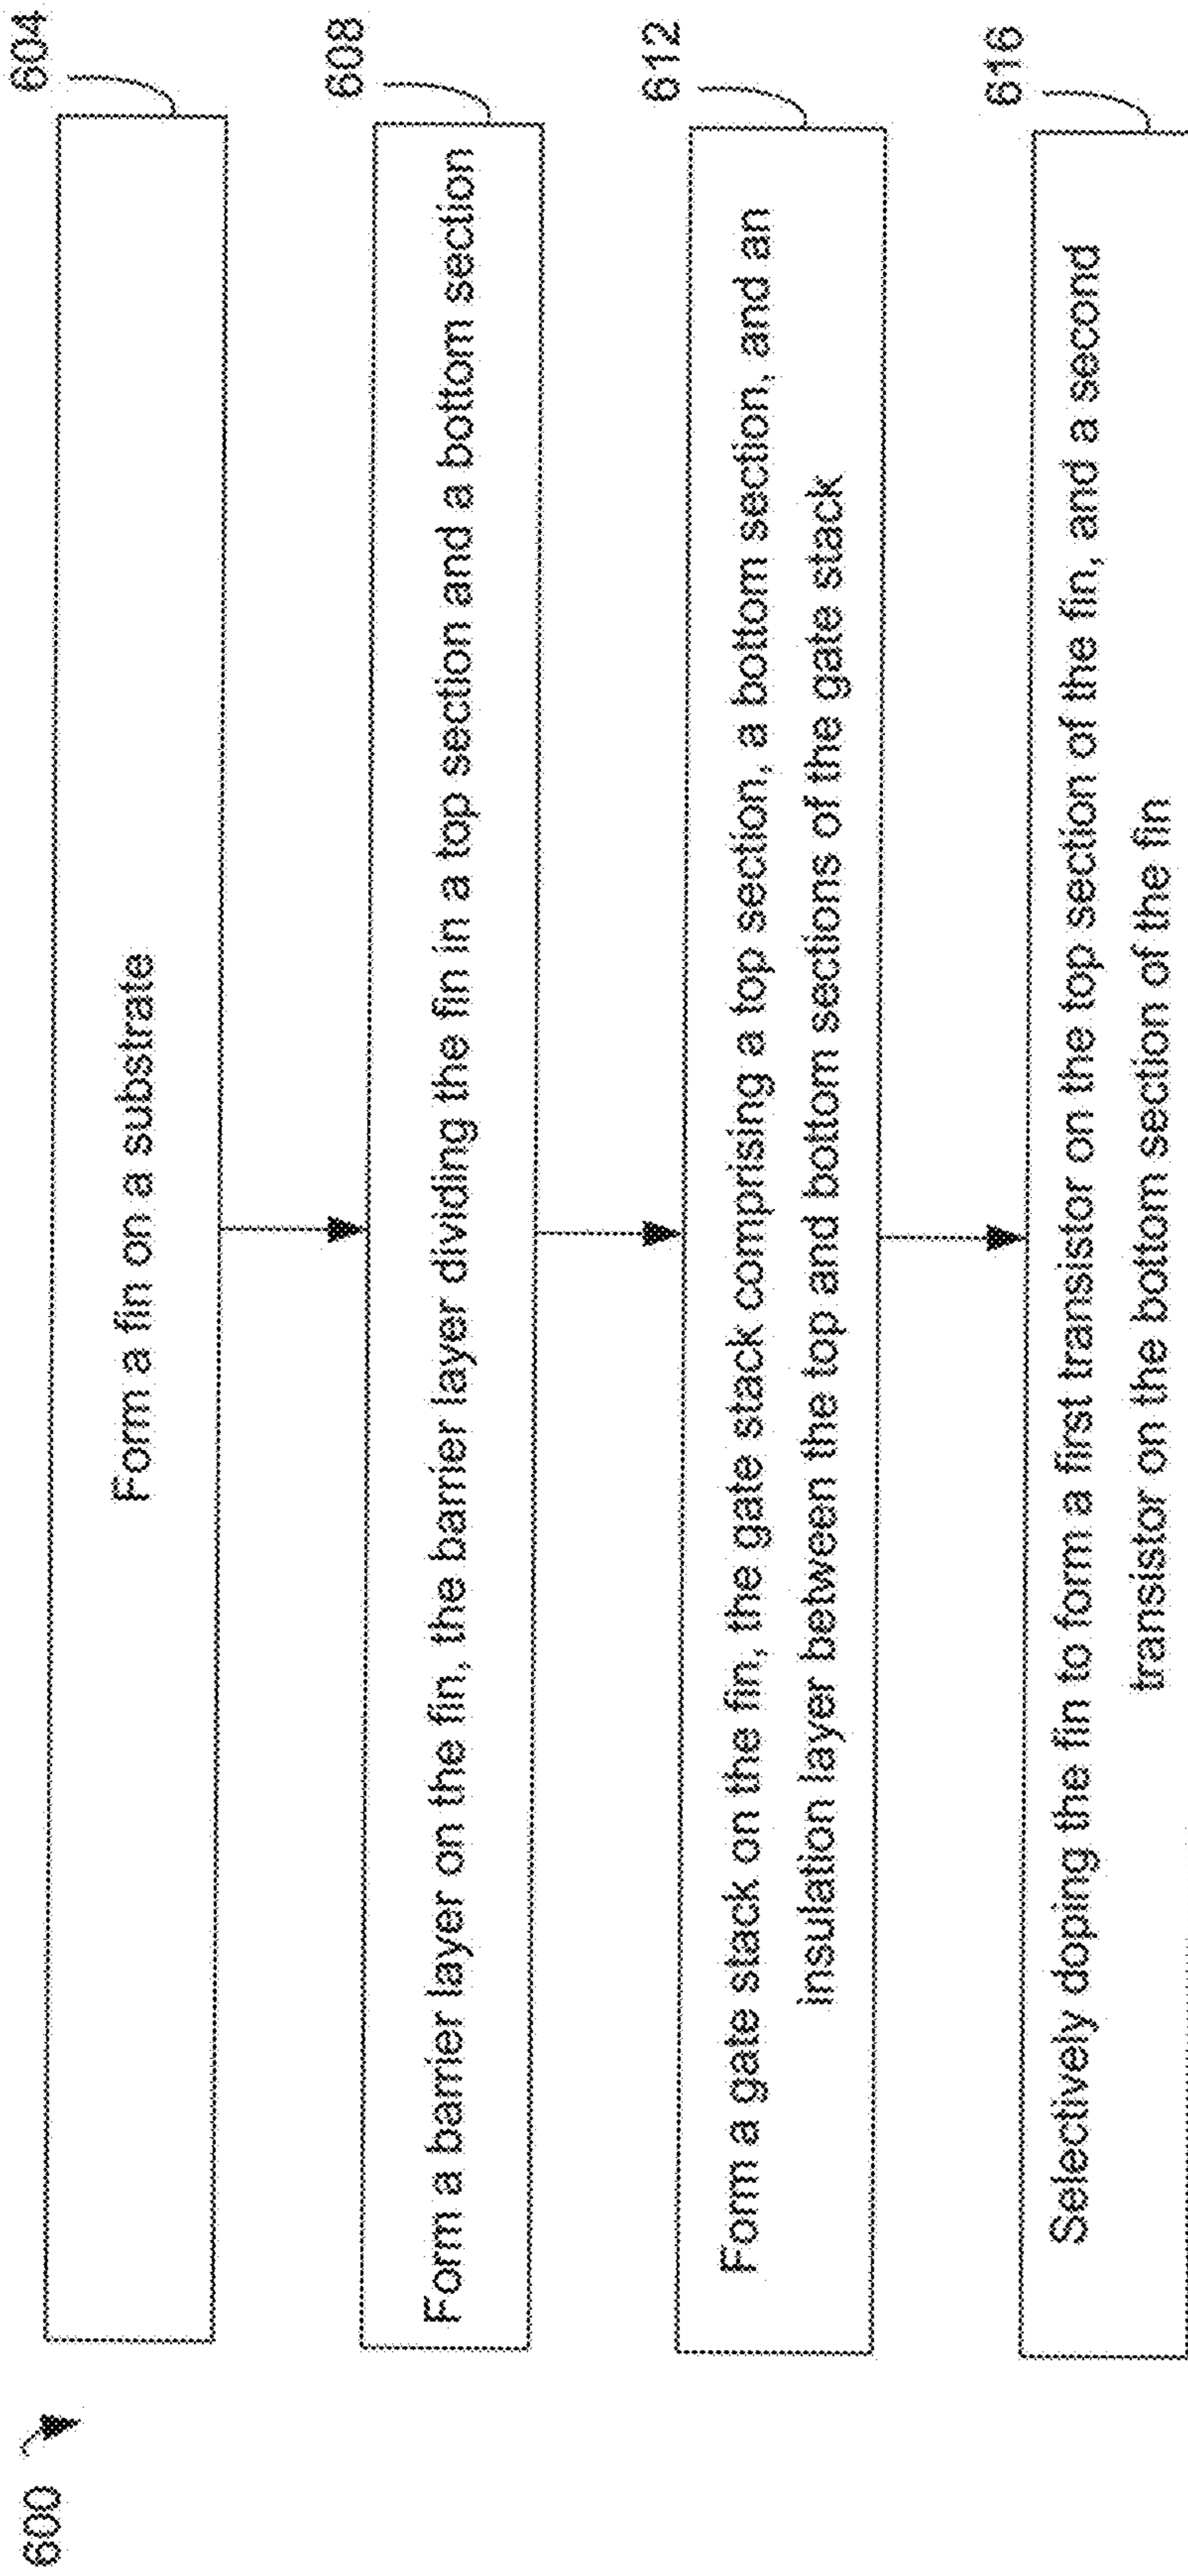 600
604
Form a fin on a substrate
608
Form a barrier layer on the fin, the barrier layer dividing the fin in a top section and a bottom section
612
Form a gate stack on the fin, the gate stack comprising a top section, a bottom section, and an
insulation layer between the top and bottom sections of the gate stack
616
Selectively doping the fin to form a first transistor on the top section of the fin, and a second
transistor on the bottom section of the fin